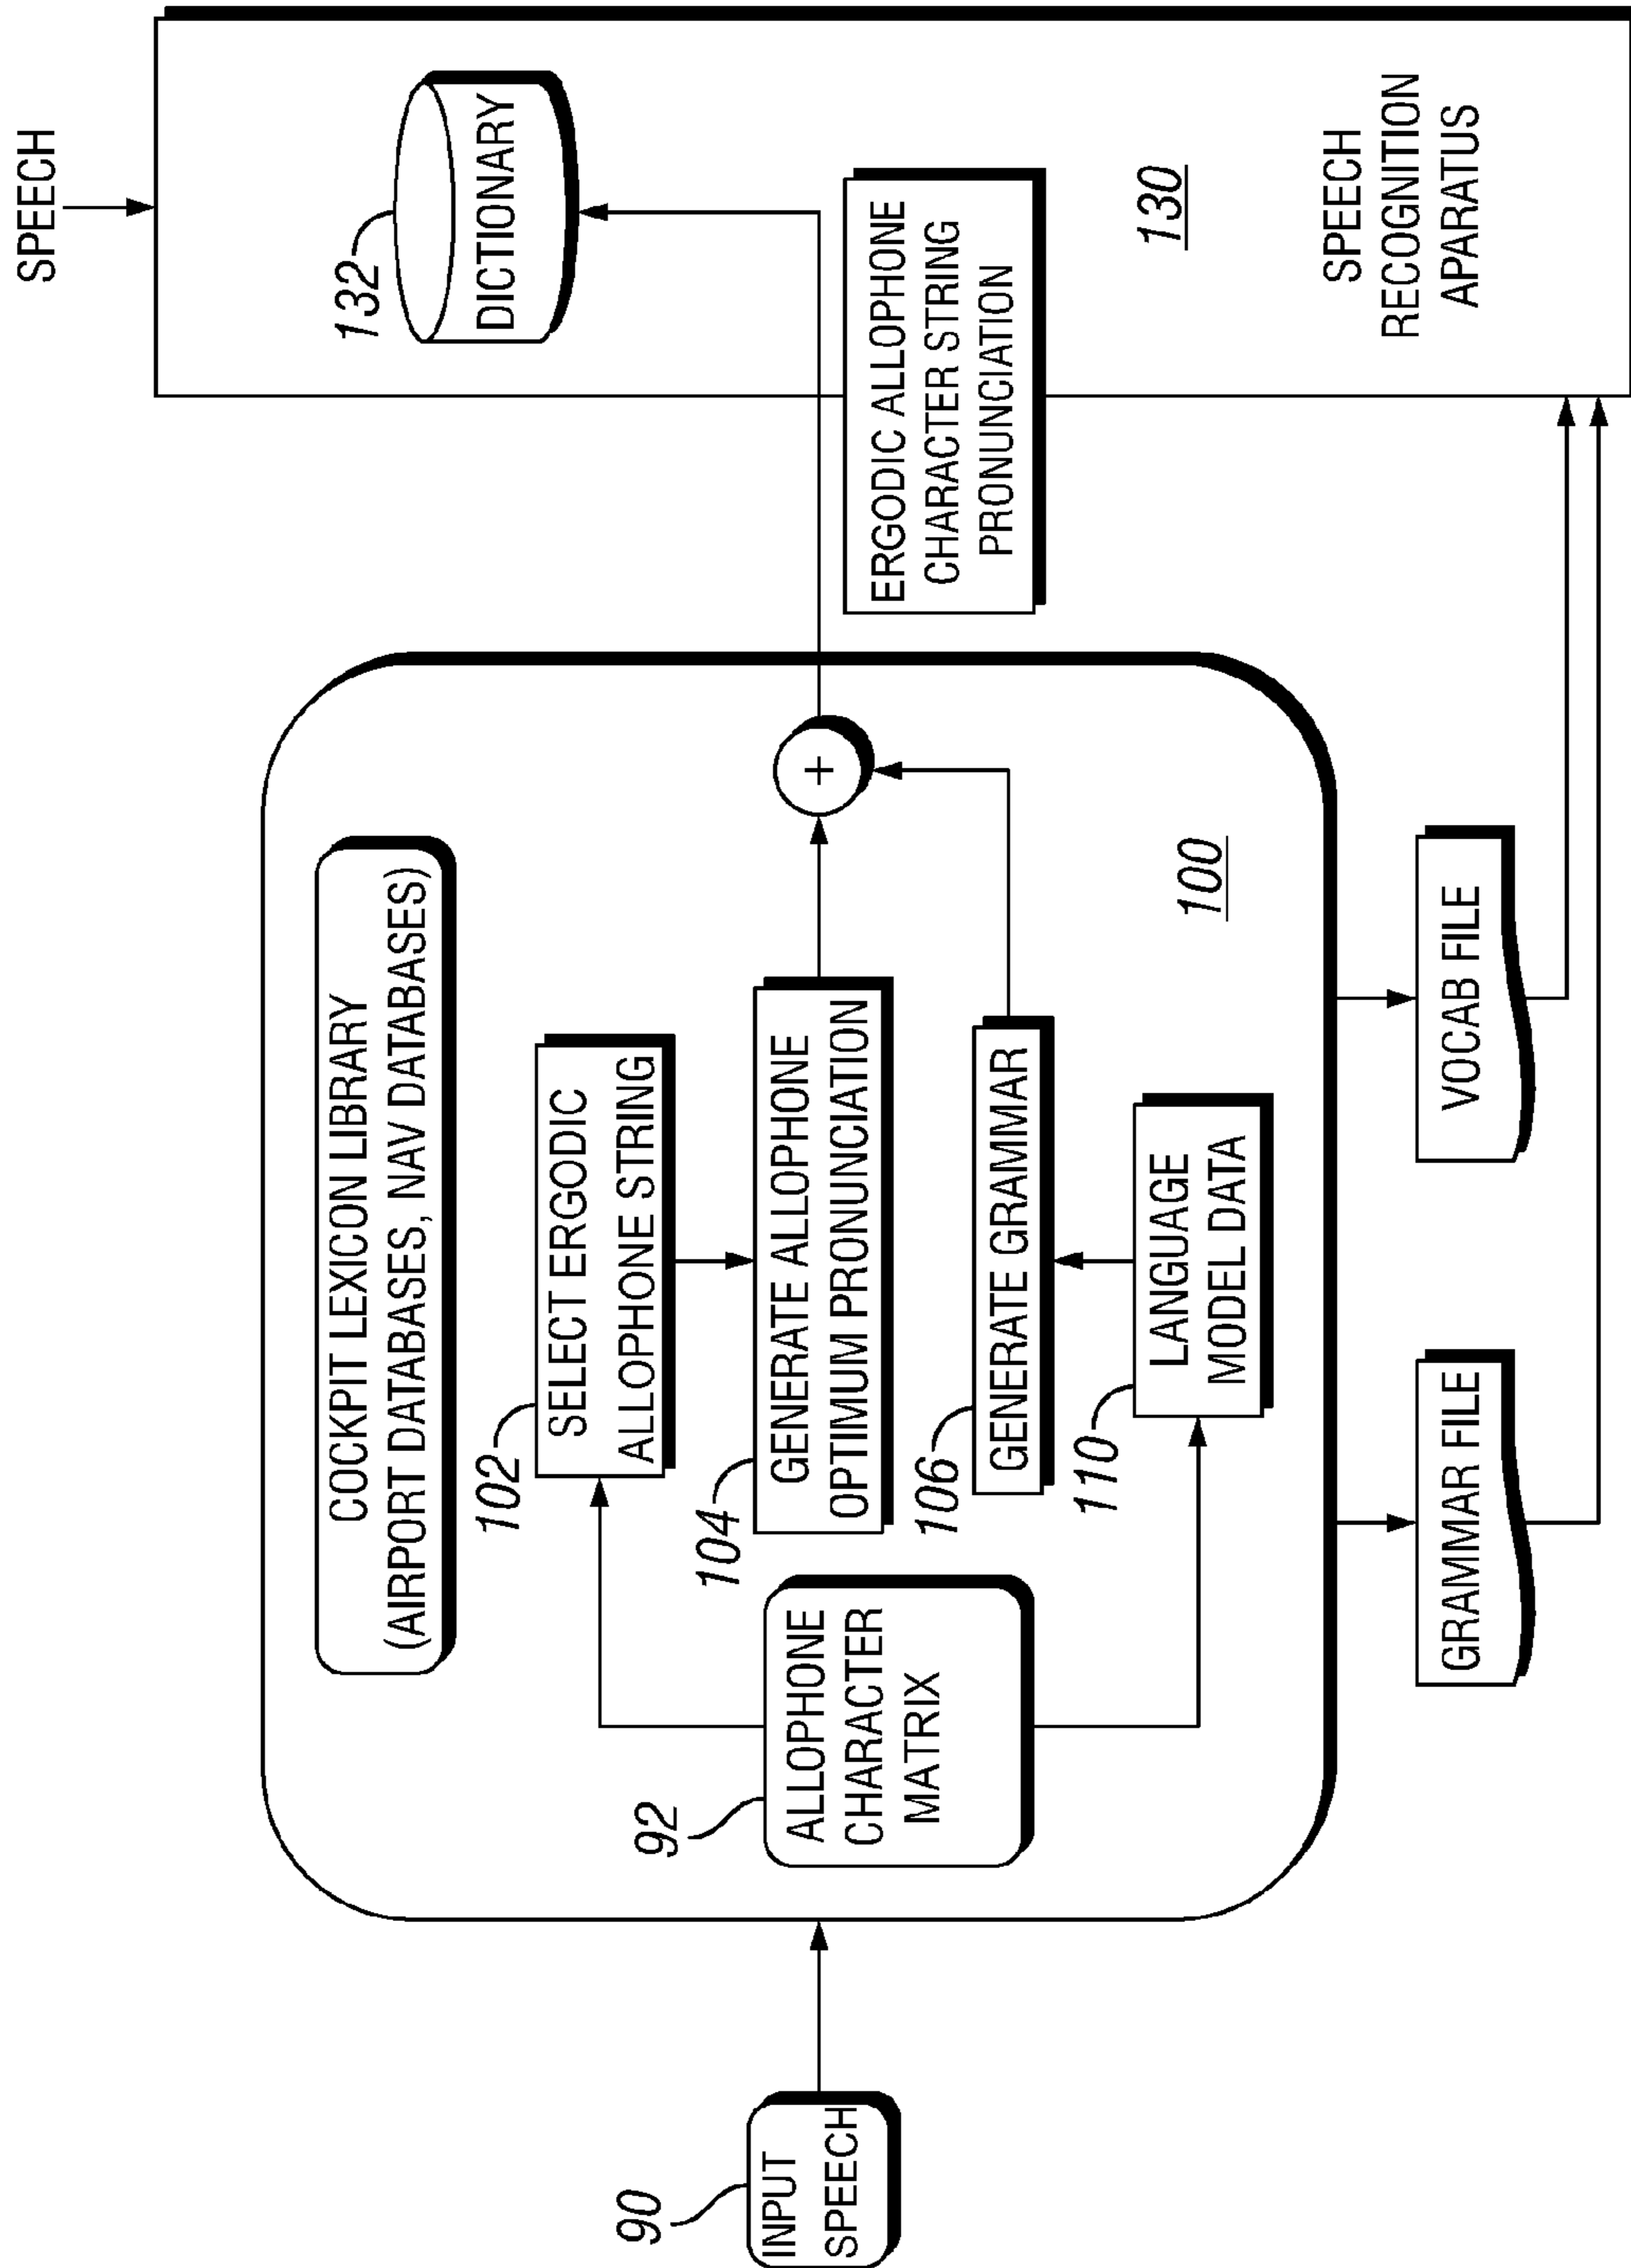 90
INPUT
SPEECH
COCKPIT LEXICON LIBRARY
(AIRPORT DATABASES, NAV DATABASES)
92
ALLOPHONE
CHARACTER
MATRIX
102
SELECT ERGODIC
ALLOPHONE STRING
104
GENERATE ALLOPHONE
OPTIMUM PRONUNCIATION
106
GENERATE GRAMMAR
110
LANGUAGE
MODEL DATA
+
100
GRAMMAR FILE
VOCAB FILE
ERGODIC ALLOPHONE
CHARACTER STRING
PRONUNCIATION
SPEECH
132
DICTIONARY
130
SPEECH
RECOGNITION
APARATUS